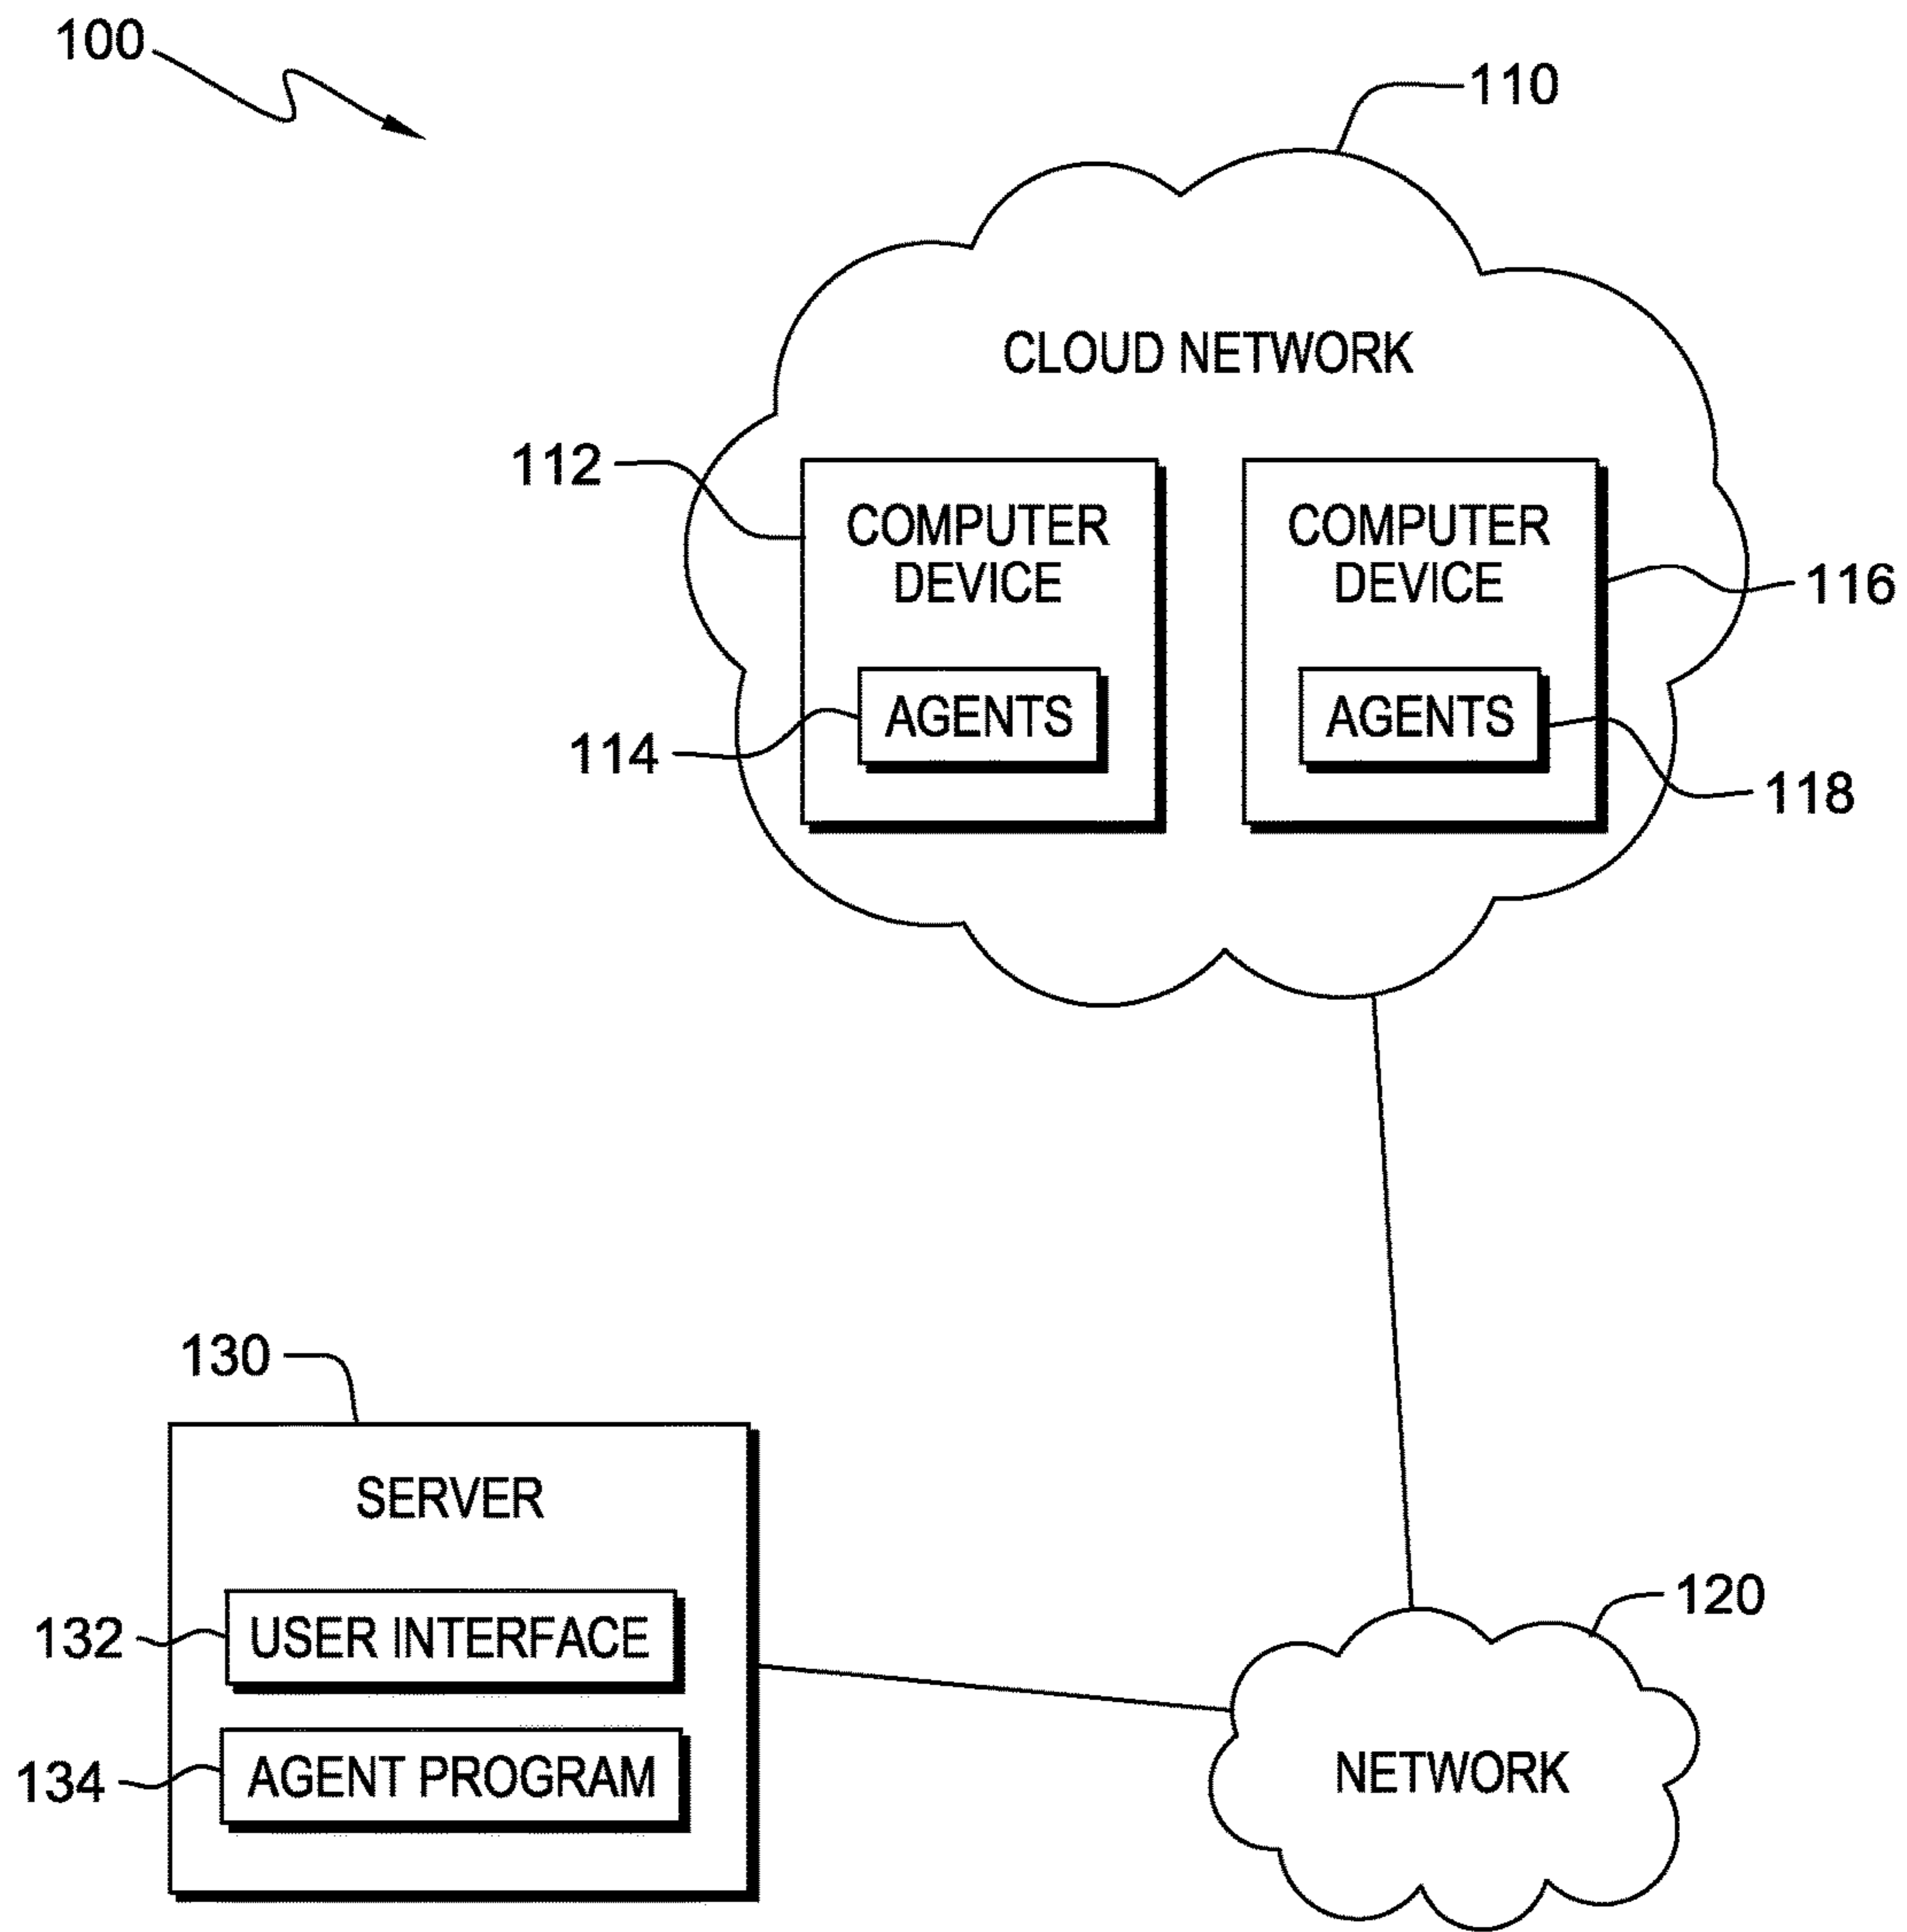 100
110
CLOUD NETWORK
112
COMPUTER
DEVICE
COMPUTER
DEVICE
116
AGENTS
AGENTS
114
118
130
SERVER
132
USER INTERFACE
120
134
AGENT PROGRAM
NETWORK